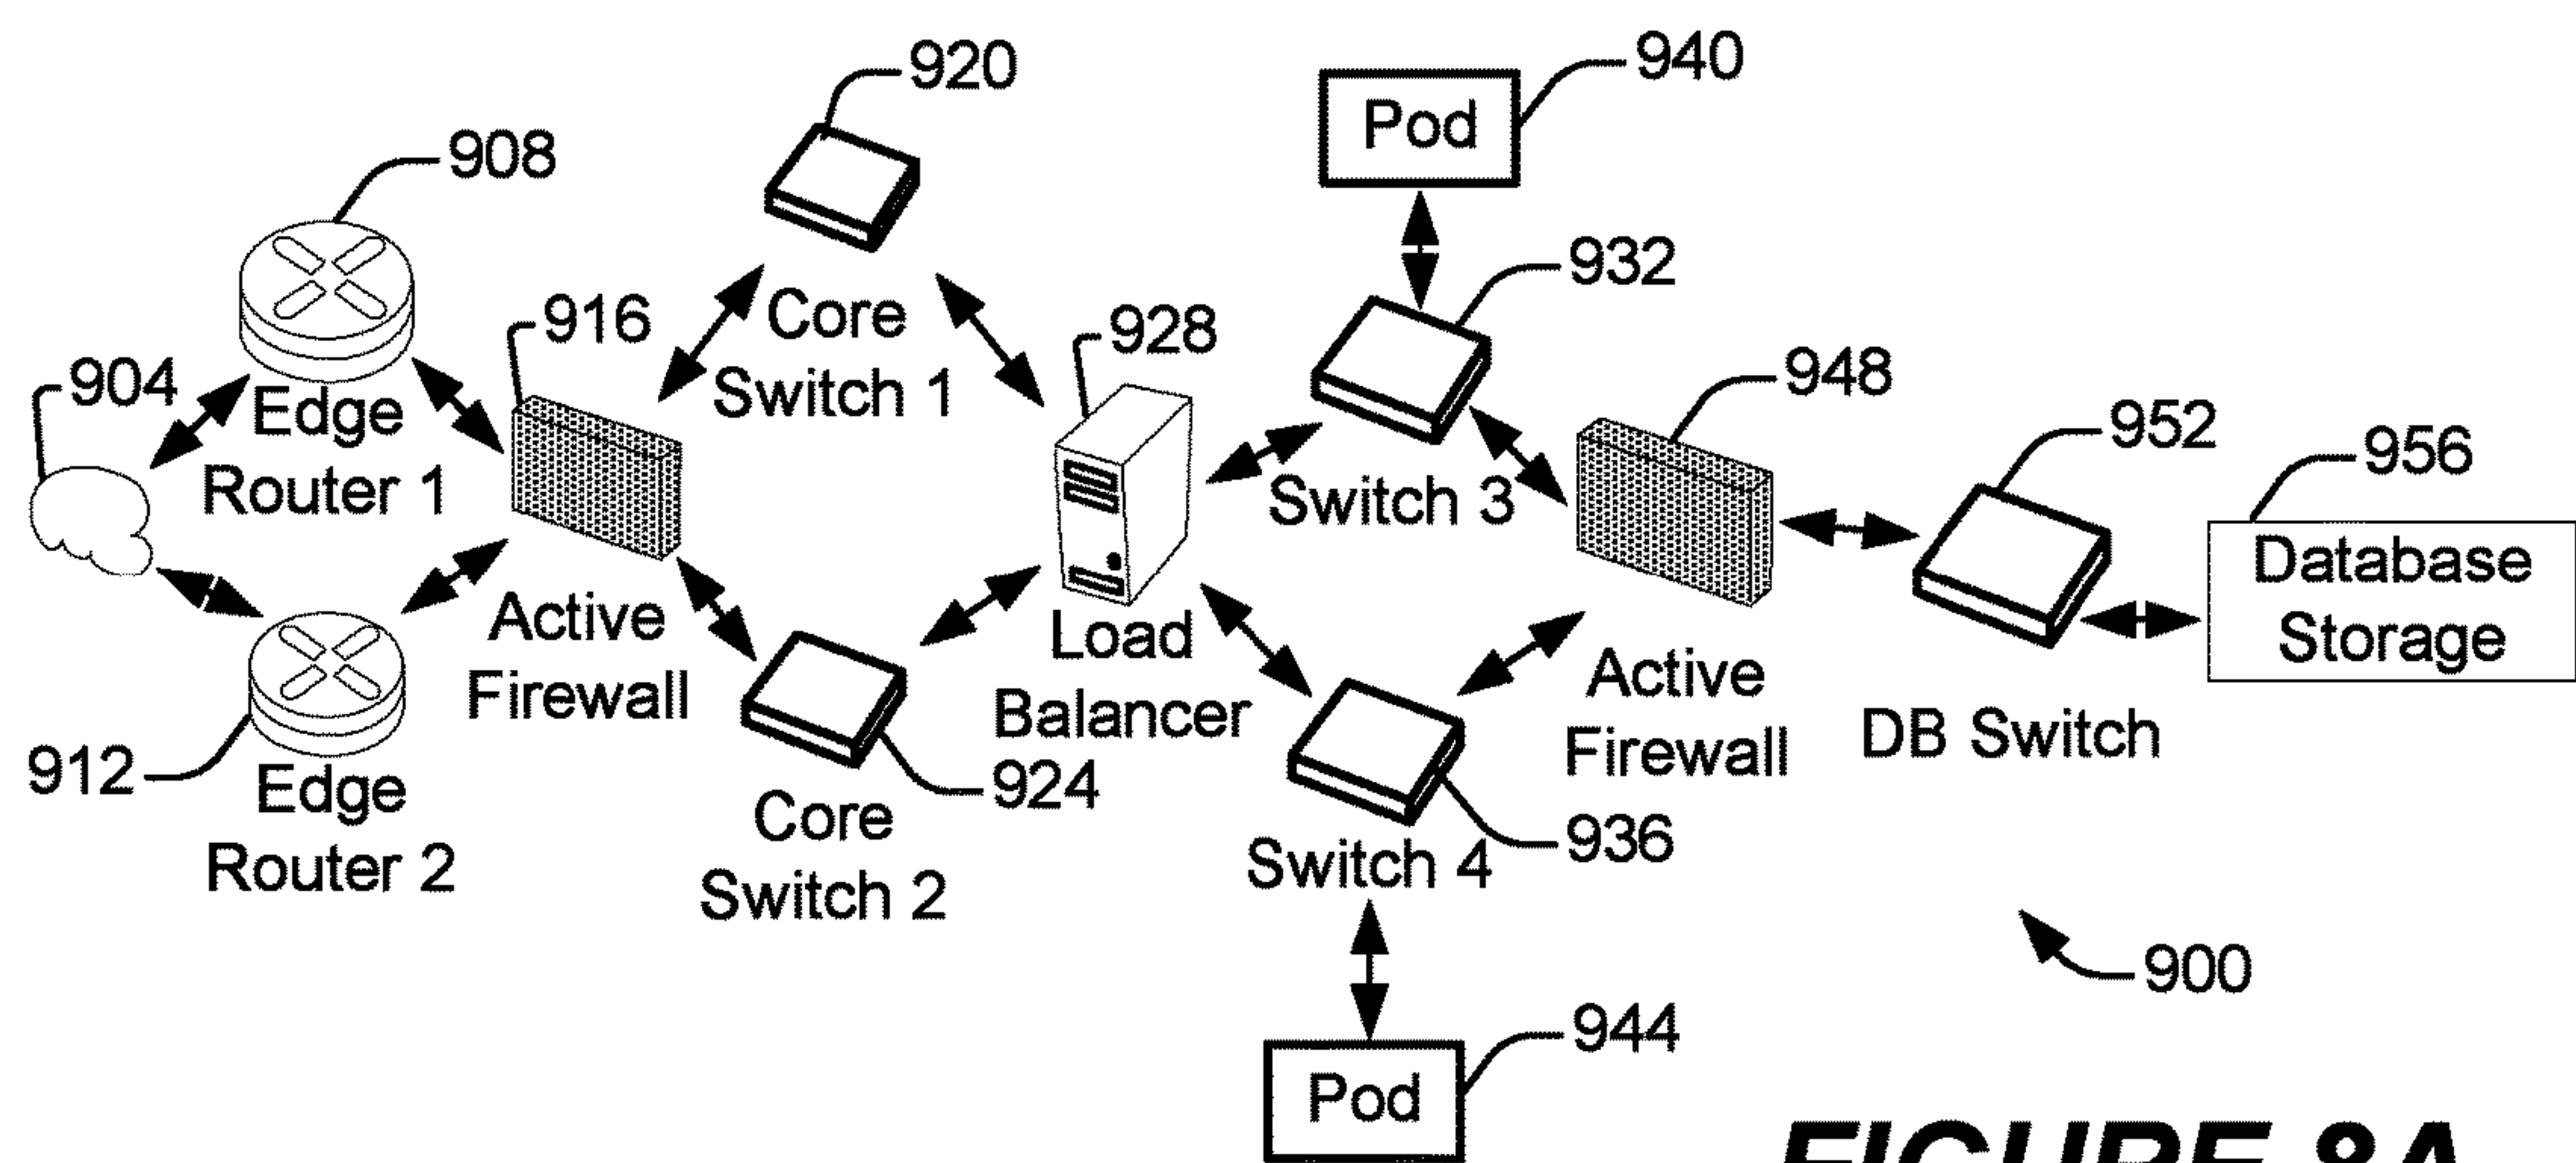 920
940
Pod
908
932
Core
Switch 1
916
928
948
904
Edge
Router 1
952
956
Switch 3
Database
Storage
Active
Firewall
Load
Balancer
Active
Firewall
DB Switch
912
Edge
Router 2
924
Core
Switch 2
936
Switch 4
900
944
Pod
FIGURE 8A